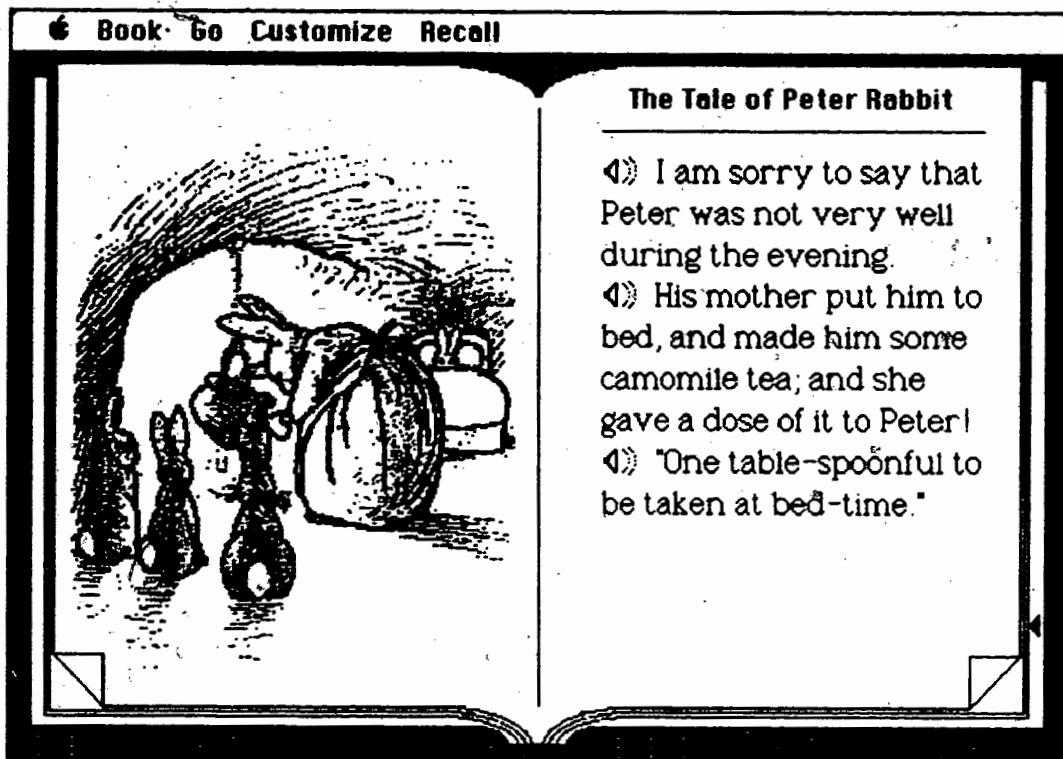 Book Go Customize Recall
The Tale of Peter Rabbit
I am sorry to say that
Peter was not very well
during the evening.
His mother put him to
bed, and made him some
camomile tea; and she
gave a dose of it to Peter!
"One table-spoonful to
be taken at bed-time."